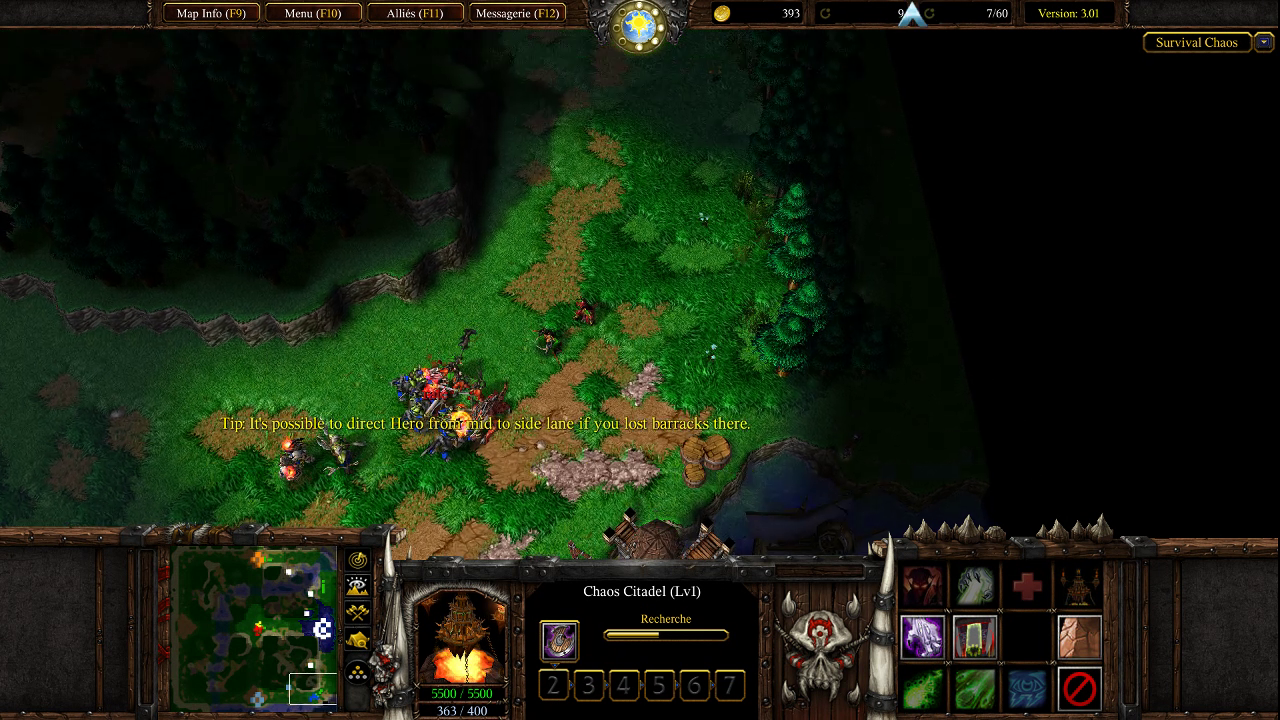 Map Info (F9)
Menu (F10)
Alliés (F11)
Messagerie (F12)
393
9
7/60
Version: 3.01
Survival Chaos
Tip: It's possible to direct Hero from mid to side lane if you lost barracks there.
Chaos Citadel (Lv1)
Recherche
2
3
4
5
6
7
5500 / 5500
363 / 400